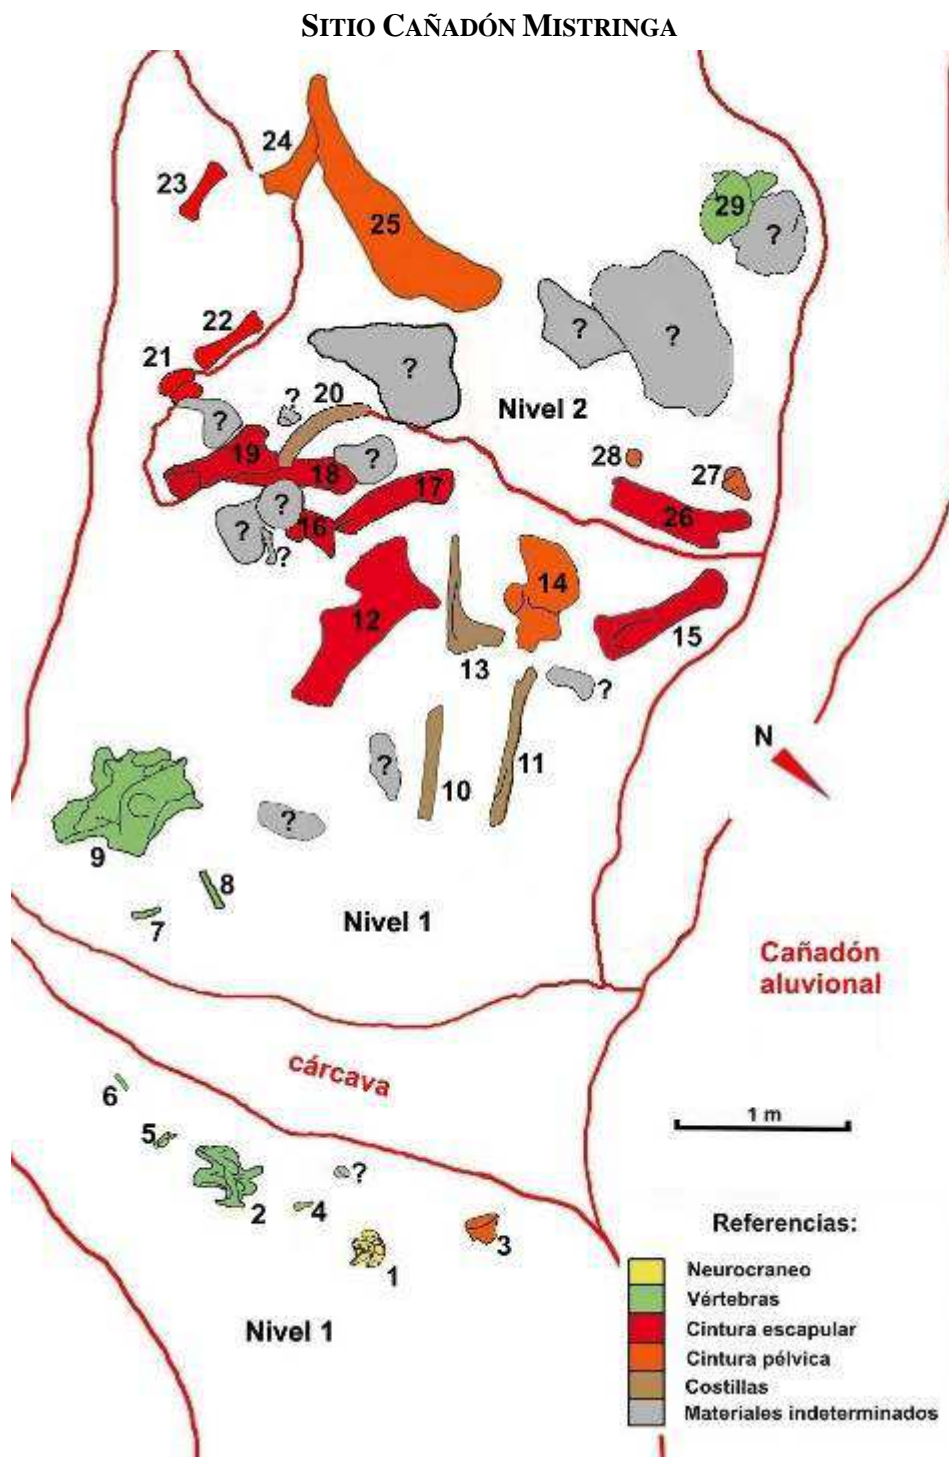 SITIO CAÑADÓN MISTRINGA
24
23
25
29
?
22
?
?
21
?
20
?
Nivel 2
?
19
18
?
28
27
17
?
16
?
?
26
12
14
15
13
?
N
?
10
11
?
9
8
7
Nivel 1
Cañadón
aluvional
cárcava
6
1 m
5
?
2
4
3
1
Nivel 1
Referencias:
Neurocraneo
Vértebras
Cintura escapular
Cintura pélvica
Costillas
Materiales indeterminados